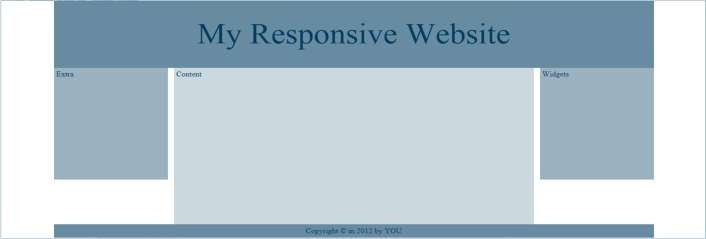 My Responsive Website
Extra
Content
Widgets
Copyright © in 2012 by YOU